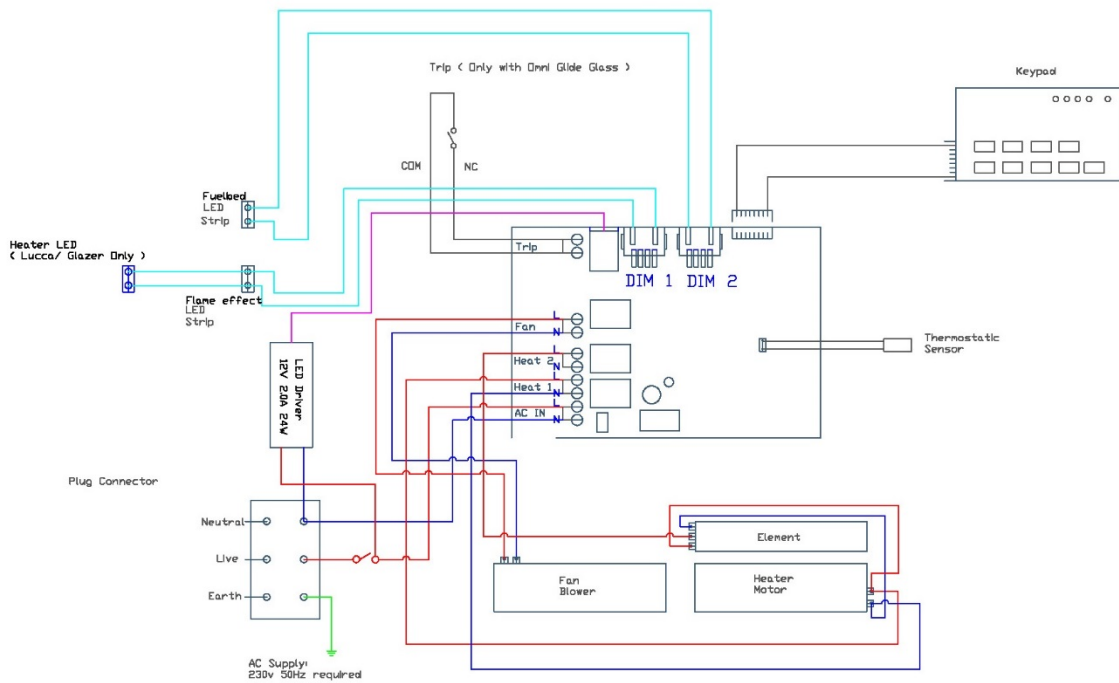 Trip ( Only with Omni Glide Glass )
Keypad
COM
NC
Fuelbed
LED
Strip
Heater LED
( Lucca/ Glazer Only )
Flame effect
LED
Strip
Trip
DIM 1
DIM 2
L
Fan
N
L
Heat 2
N
L
Heat 1
N
L
AC IN
N
Thermostatic
Sensor
LED Driver
12V 2.0A 24W
Plug Connector
Neutral
Live
Earth
Element
Fan
Blower
Heater
Motor
AC Supply:
230v 50Hz required